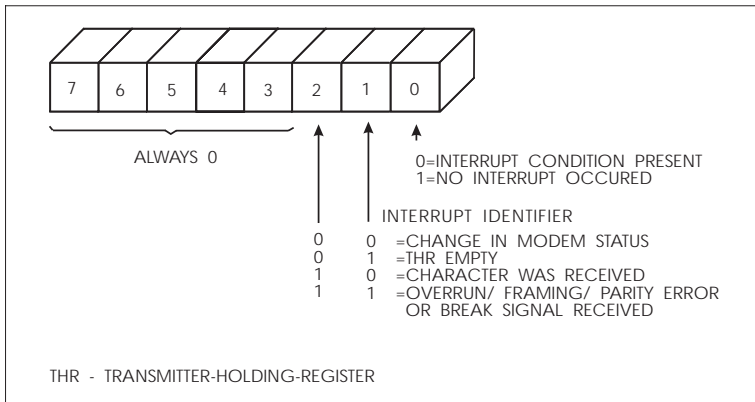 7 6 5 4 3 2 1 0
ALWAYS 0
0=INTERRUPT CONDITION PRESENT
1=NO INTERRUPT OCCURED
INTERRUPT IDENTIFIER
0 0 =CHANGE IN MODEM STATUS
0 1 =THR EMPTY
1 0 =CHARACTER WAS RECEIVED
1 1 =OVERRUN/ FRAMING/ PARITY ERROR
OR BREAK SIGNAL RECEIVED
THR - TRANSMITTER-HOLDING-REGISTER